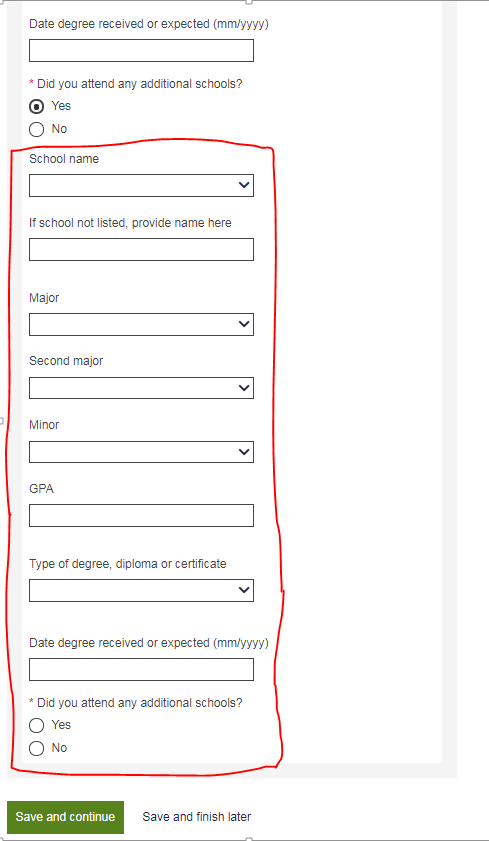 Date degree received or expected (mm/yyyy)
* Did you attend any additional schools?
Yes
No
School name
If school not listed, provide name here
Major
Second major
Minor
GPA
Type of degree, diploma or certificate
Date degree received or expected (mm/yyyy)
* Did you attend any additional schools?
Yes
No
Save and continue Save and finish later